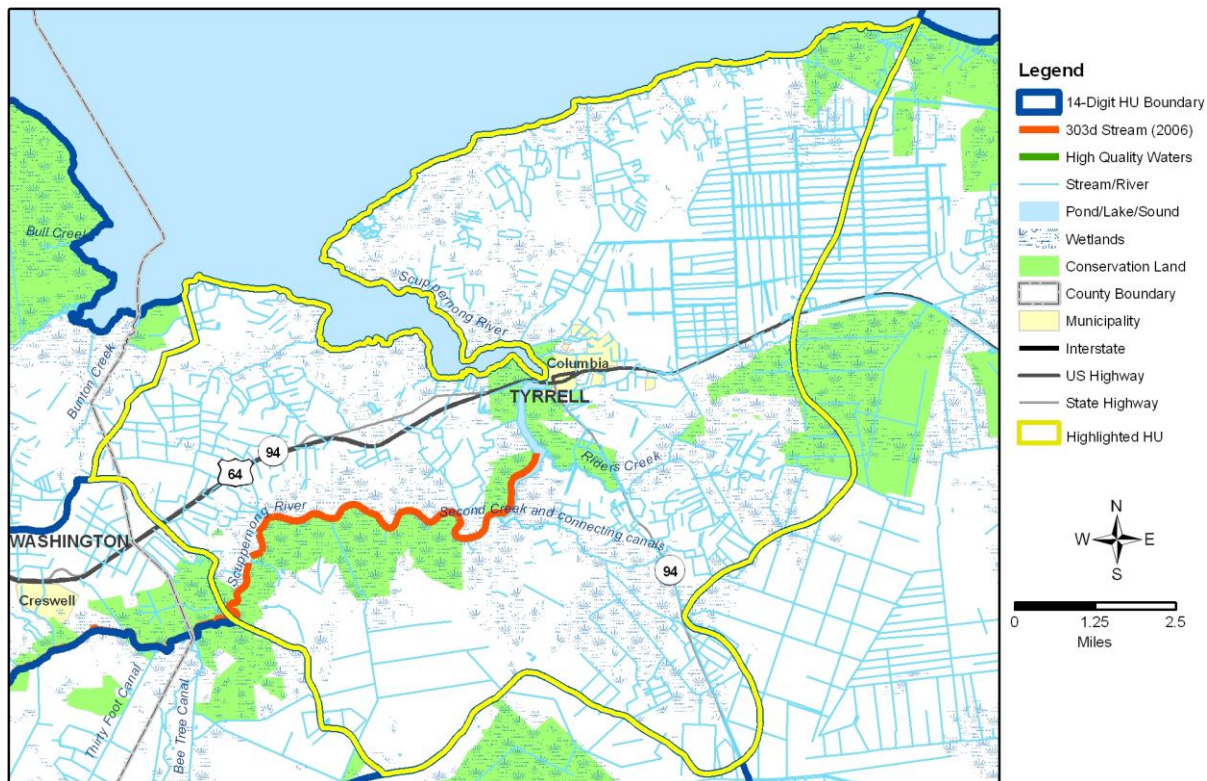 Bull Creek
Bunton Creek
Scuppernong River
Columbia
TYRRELL
Riders Creek
94
64
Scuppernong River
Second Creek and connecting canals
WASHINGTON
94
Creswell
Thirty Foot Canal
Bee Tree Canal
Legend
14-Digit HU Boundary
303d Stream (2006)
High Quality Waters
Stream/River
Pond/Lake/Sound
Wetlands
Conservation Land
County Boundary
Municipality
Interstate
US Highway
State Highway
Highlighted HU
N
W E
S
0 1.25 2.5
Miles